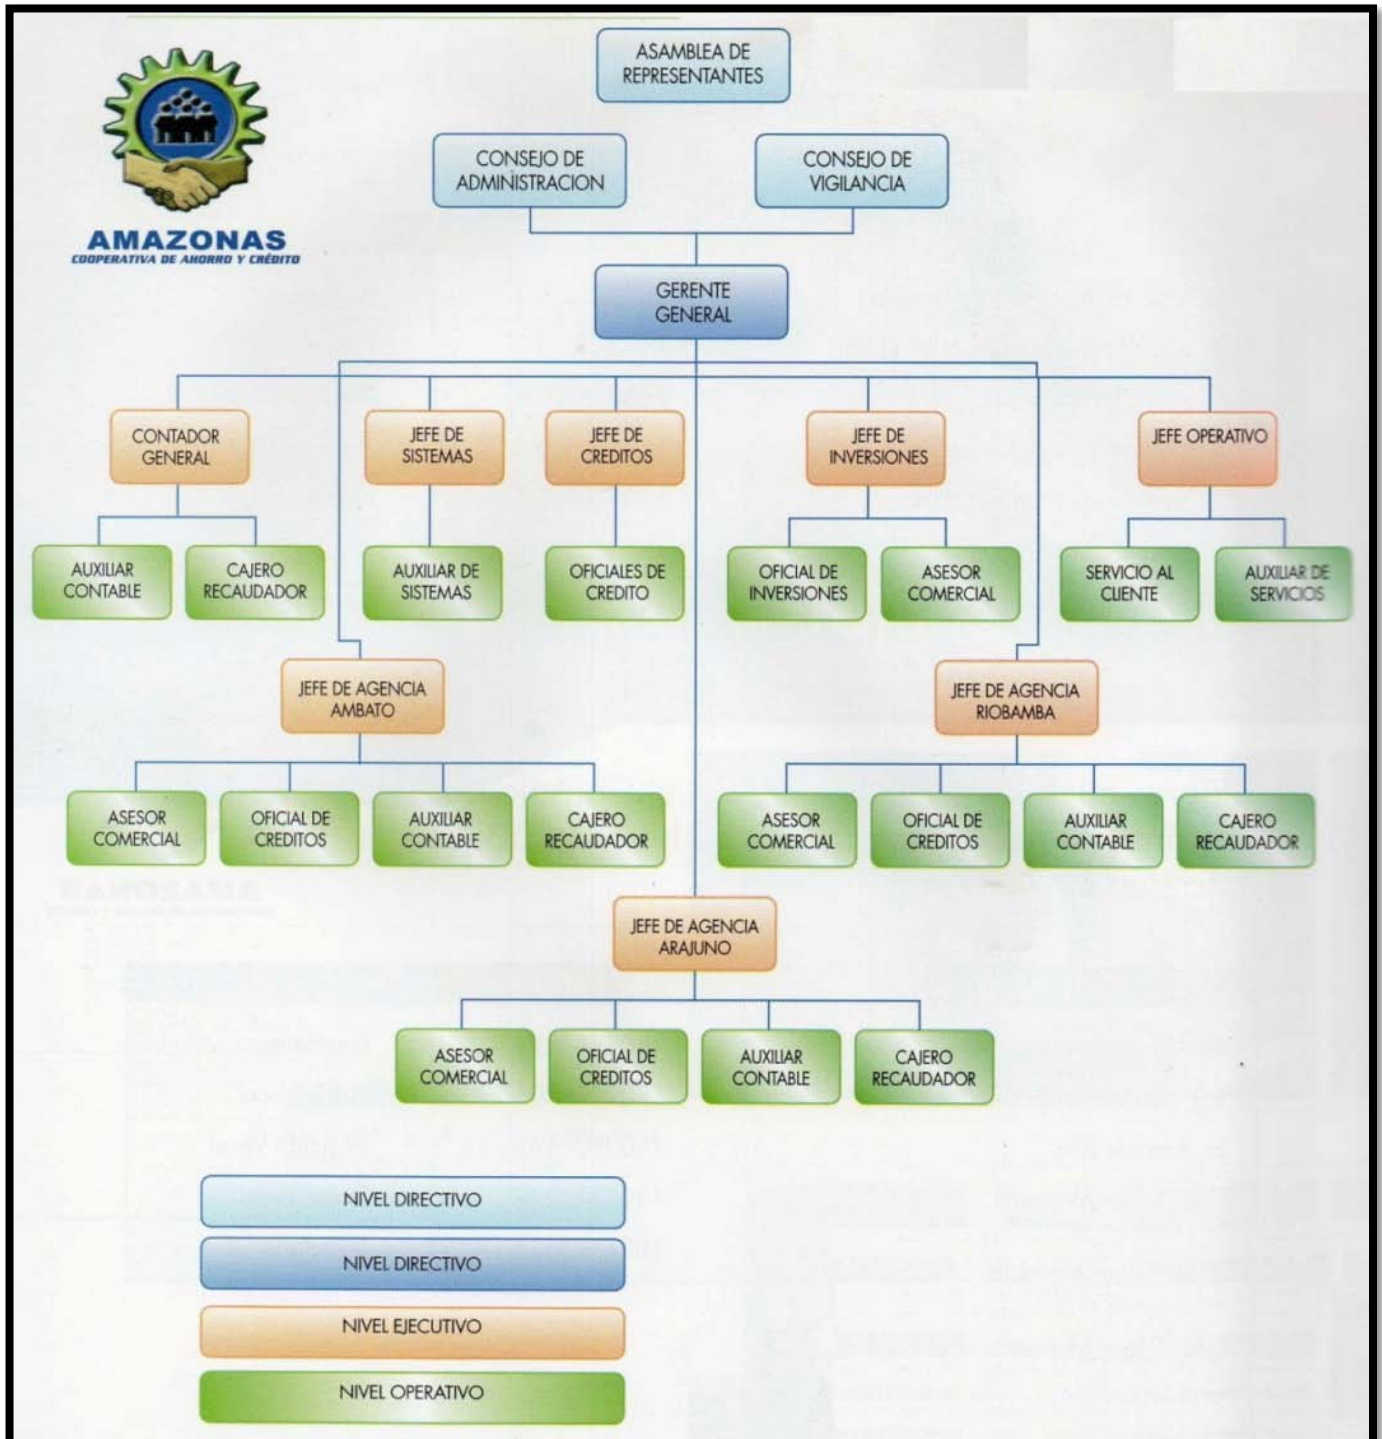 ASAMBLEA DE
REPRESENTANTES
CONSEJO DE
ADMINISTRACION
CONSEJO DE
VIGILANCIA
AMAZONAS
COOPERATIVA DE AHORRO Y CRÉDITO
GERENTE
GENERAL
CONTADOR
GENERAL
JEFE DE
SISTEMAS
JEFE DE
CREDITOS
JEFE DE
INVERSIONES
JEFE OPERATIVO
AUXILIAR
CONTABLE
CAJERO
RECAUDADOR
AUXILIAR DE
SISTEMAS
OFICIALES DE
CREDITO
OFICIAL DE
INVERSIONES
ASESOR
COMERCIAL
SERVICIO AL
CLIENTE
AUXILIAR DE
SERVICIOS
JEFE DE AGENCIA
AMBATO
JEFE DE AGENCIA
RIOBAMBA
ASESOR
COMERCIAL
OFICIAL DE
CREDITOS
AUXILIAR
CONTABLE
CAJERO
RECAUDADOR
ASESOR
COMERCIAL
OFICIAL DE
CREDITOS
AUXILIAR
CONTABLE
CAJERO
RECAUDADOR
JEFE DE AGENCIA
ARAJUNO
ASESOR
COMERCIAL
OFICIAL DE
CREDITOS
AUXILIAR
CONTABLE
CAJERO
RECAUDADOR
NIVEL DIRECTIVO
NIVEL DIRECTIVO
NIVEL EJECUTIVO
NIVEL OPERATIVO